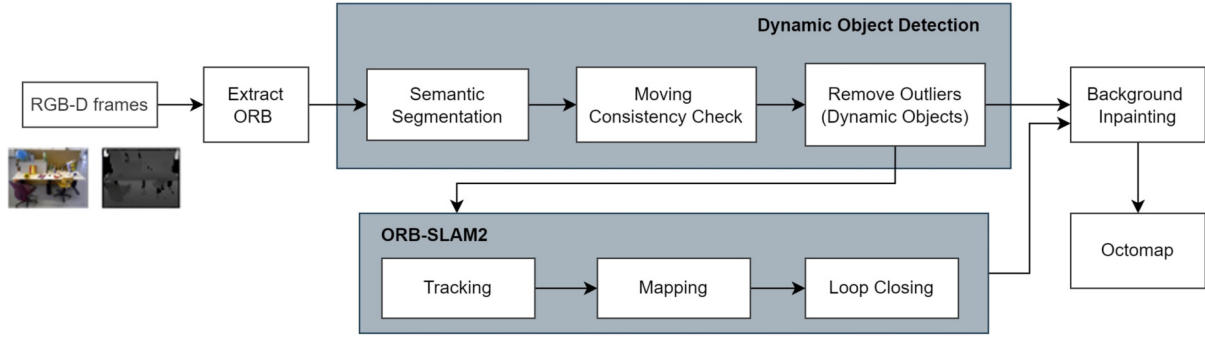 Dynamic Object Detection
RGB-D frames
Extract
ORB
Semantic
Segmentation
Moving
Consistency Check
Remove Outliers
(Dynamic Objects)
Background
Inpainting
ORB-SLAM2
Tracking
Mapping
Loop Closing
Octomap